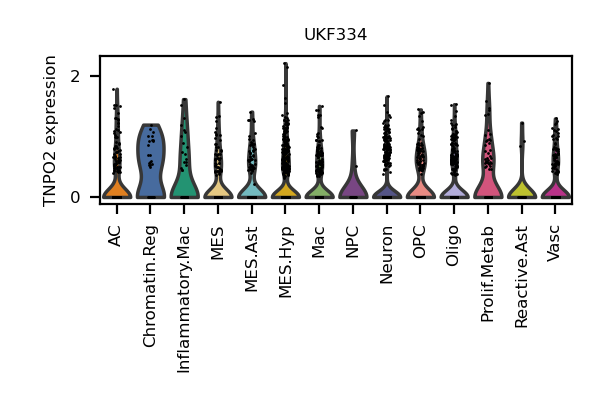 UKF334
TNPO2 expression
2
0
AC
Chromatin.Reg
Inflammatory.Mac
MES
MES.Ast
MES.Hyp
Mac
NPC
Neuron
OPC
Oligo
Prolif.Metab
Reactive.Ast
Vasc